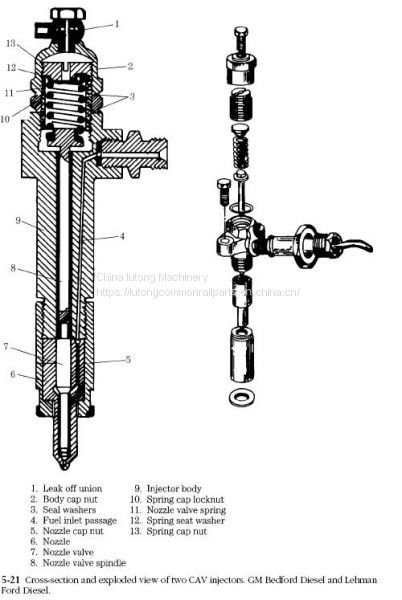 1
13
12
2
11
3
10
9
4
8
7
5
6
China lutong Machinery
https://lutongcommonrailparts.en.china.cn/
1. Leak off union
2. Body cap nut
3. Seal washers
4. Fuel inlet passage
5. Nozzle cap nut
6. Nozzle
7. Nozzle valve
8. Nozzle valve spindle
9. Injector body
10. Spring cap locknut
11. Nozzle valve spring
12. Spring seat washer
13. Spring cap nut
5-21 Cross-section and exploded view of two CAV injectors. GM Bedford Diesel and Lehman
Ford Diesel.